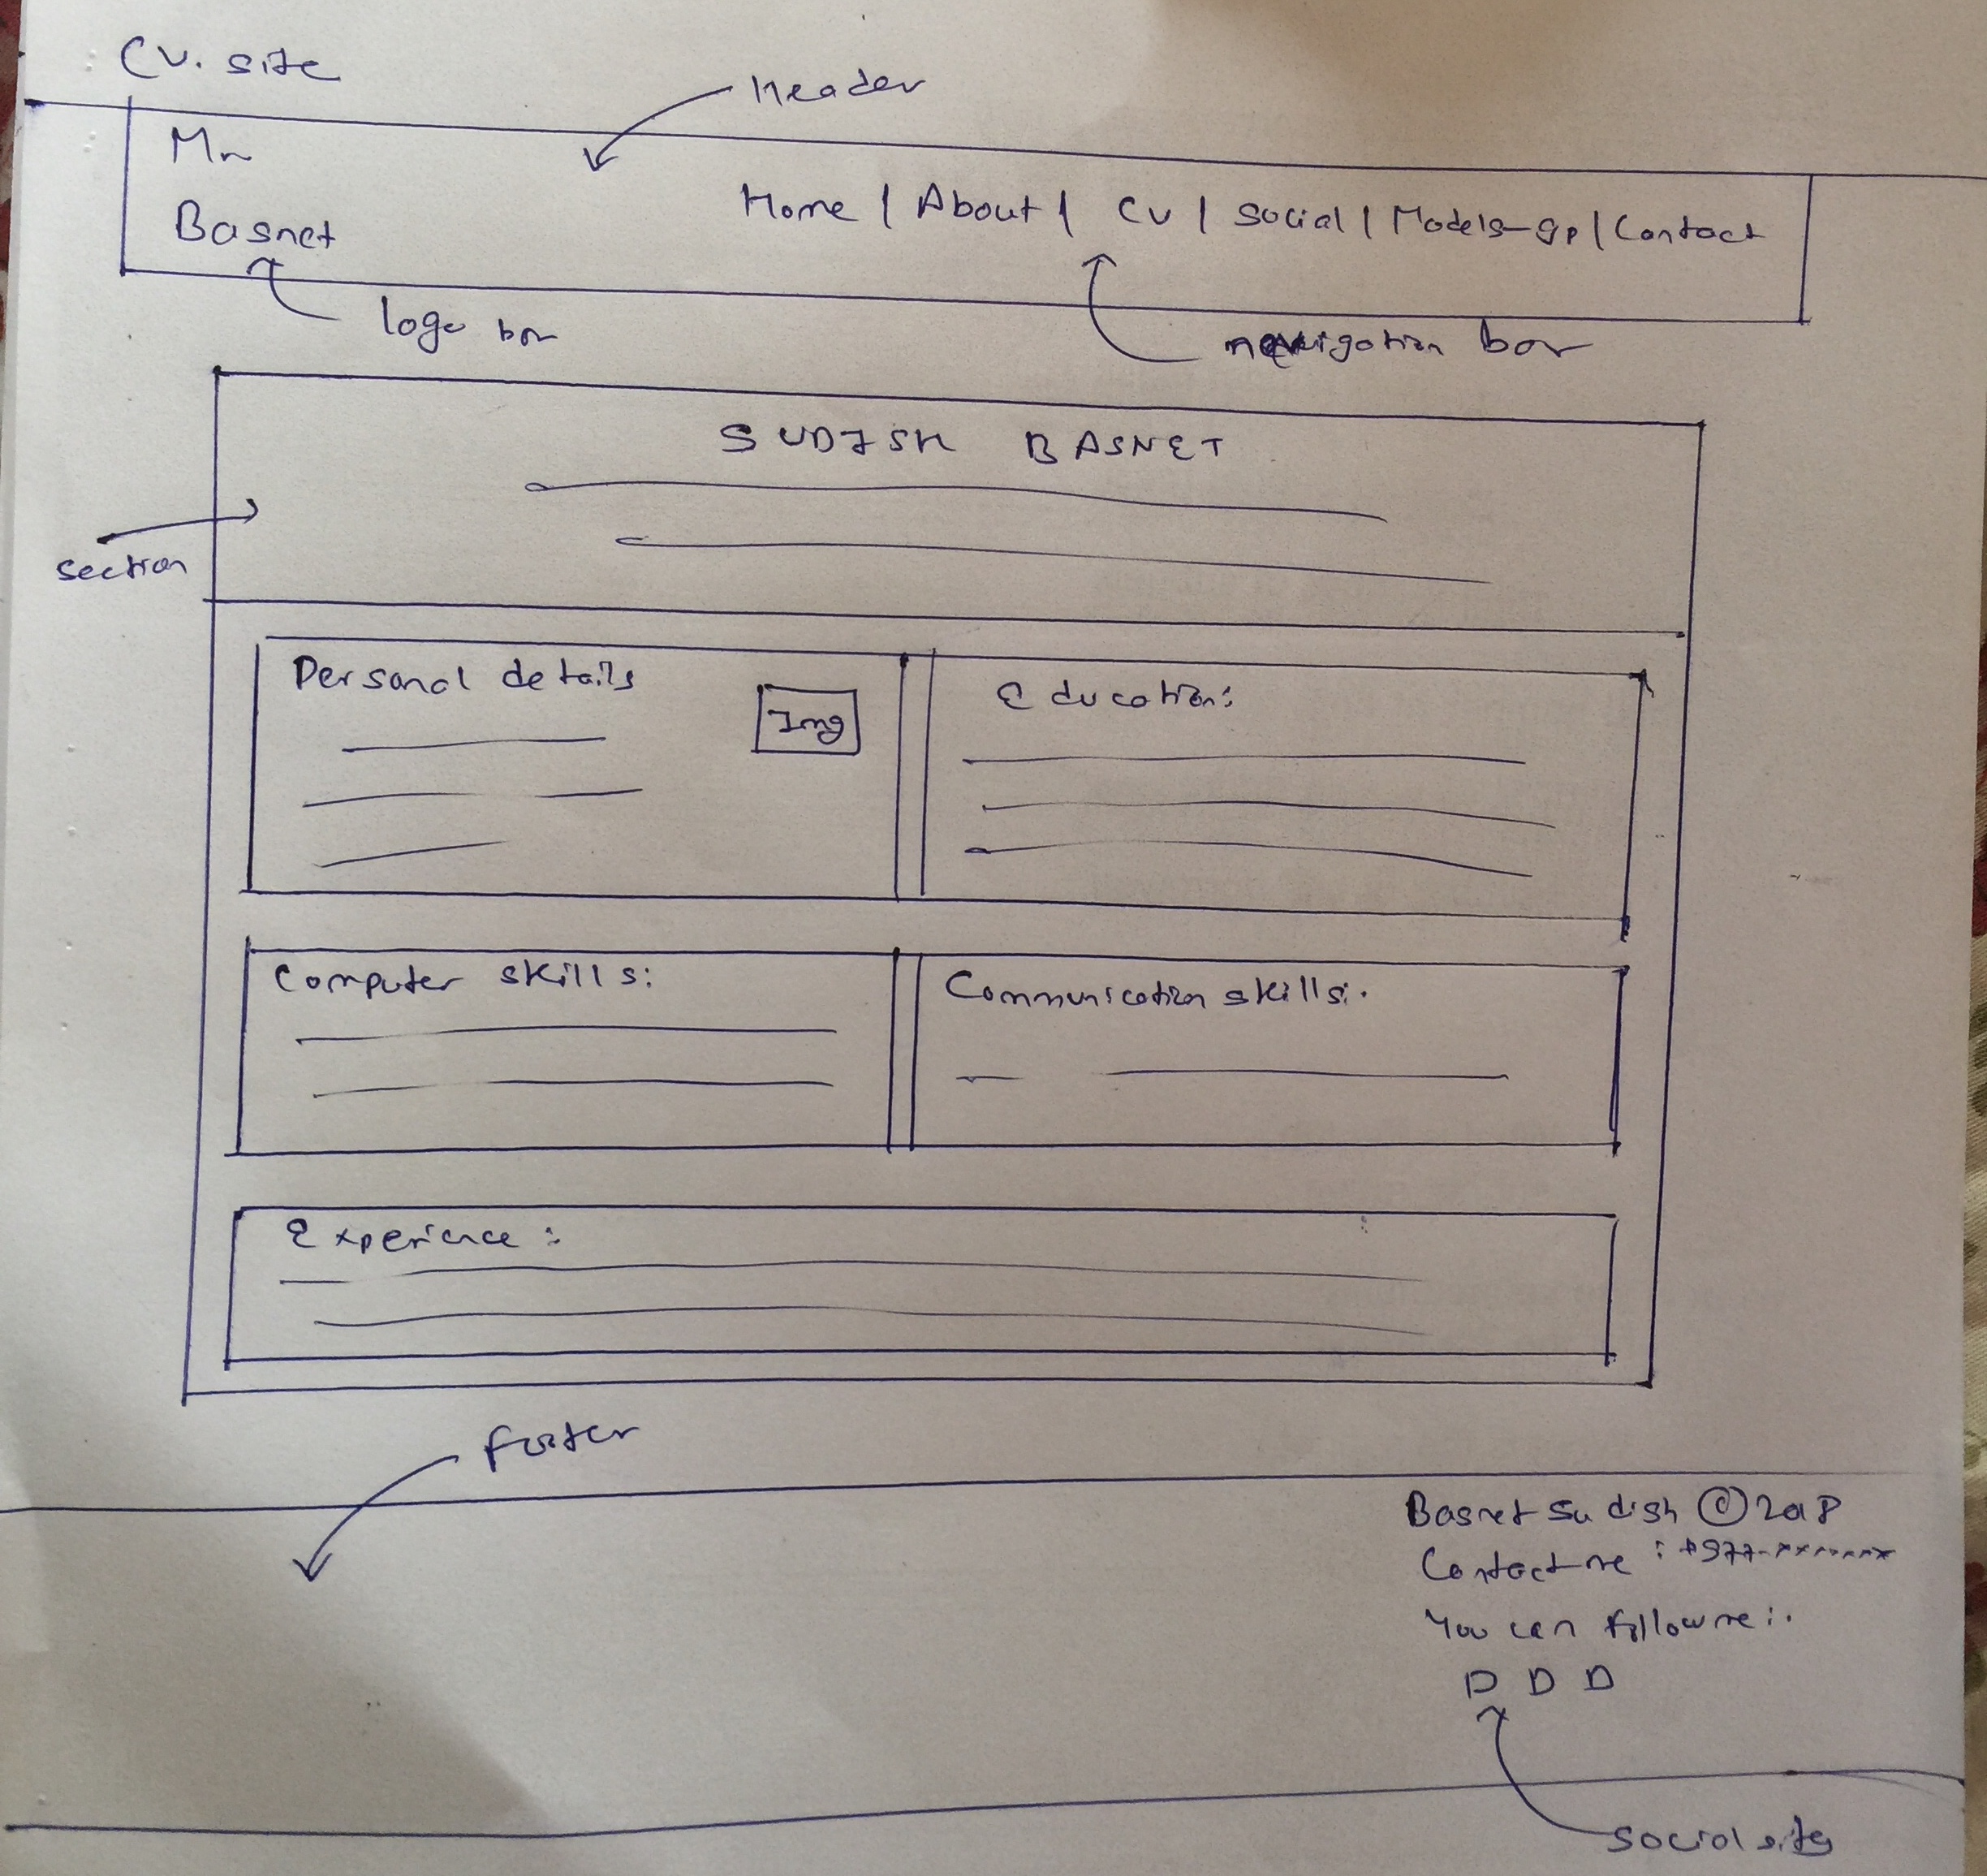 CV. site
Header
Mr
Basnet
Home | About | CV | Social | Models-gp | Contact
logo bar
navigation bar
SUDISH BASNET
section
Personal details
Img
Education:
Computer skills:
Communication skills:
Experience:
footer
Basnet Sudish © 2018
Contact me : +977-xxxxxxx
You can follow me:
D D D
social sites